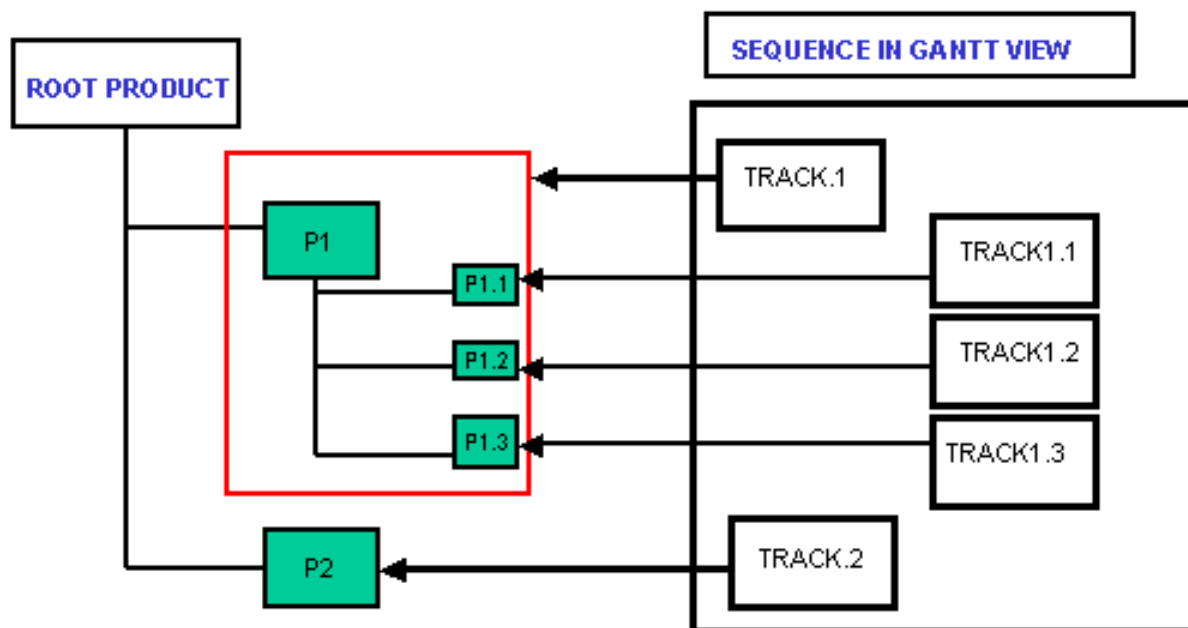 SEQUENCE IN GANTT VIEW
ROOT PRODUCT
TRACK.1
P1
TRACK1.1
P1.1
TRACK1.2
P1.2
P1.3
TRACK1.3
P2
TRACK.2